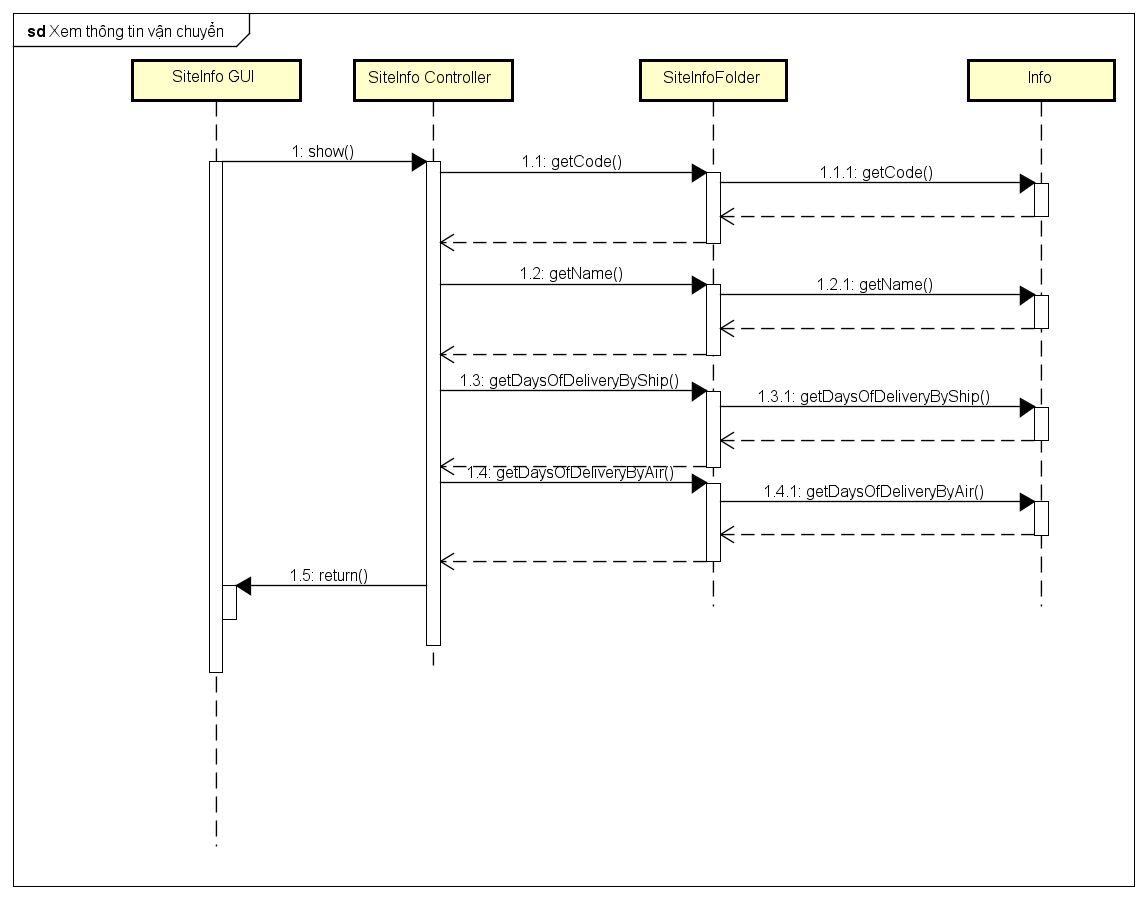 sd Xem thông tin vận chuyển
SiteInfo GUI
SiteInfo Controller
SiteInfoFolder
Info
1: show()
1.1: getCode()
1.1.1: getCode()
1.2: getName()
1.2.1: getName()
1.3: getDaysOfDeliveryByShip()
1.3.1: getDaysOfDeliveryByShip()
1.4: getDaysOfDeliveryByAir()
1.4.1: getDaysOfDeliveryByAir()
1.5: return()